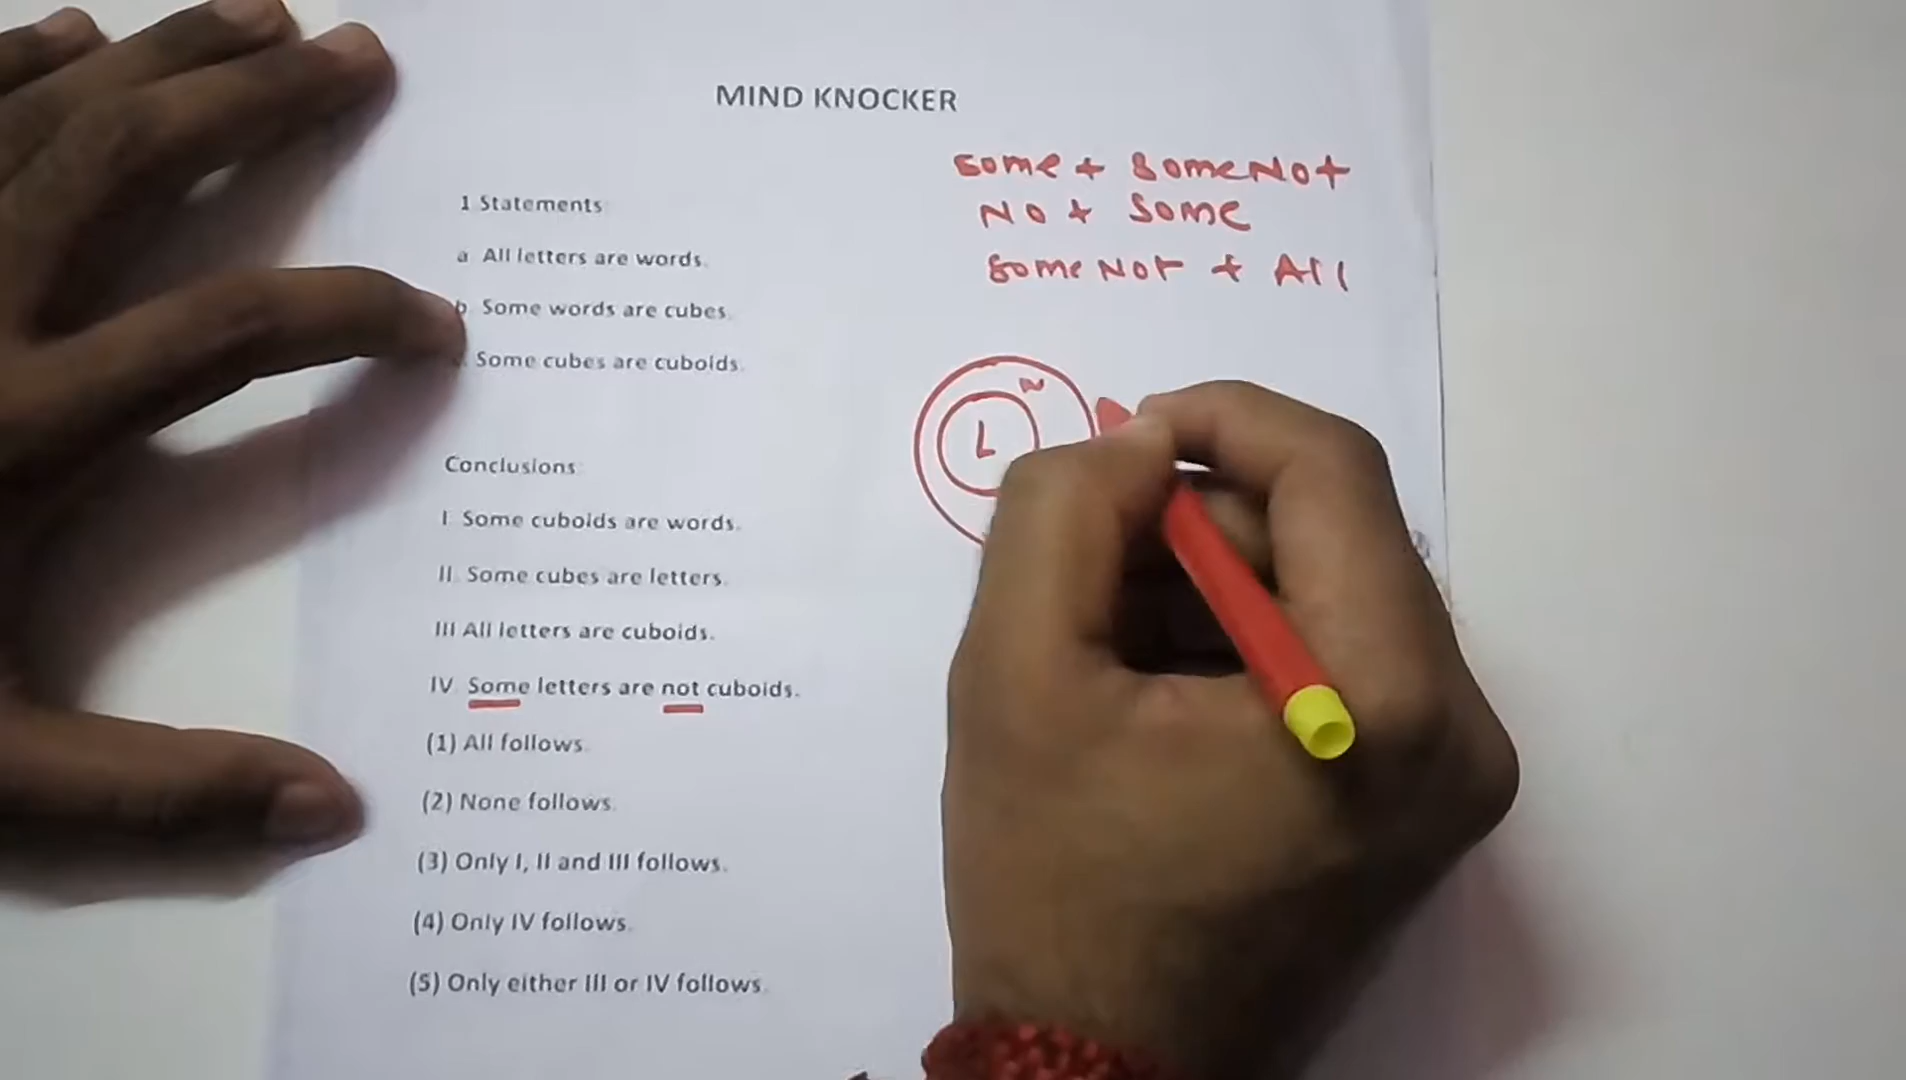 MIND KNOCKER
some + some Not
No + some
some Not + All
1 Statements
a All letters are words.
b Some words are cubes.
Some cubes are cuboids.
W
L
Conclusions
I Some cuboids are words.
II. Some cubes are letters.
III All letters are cuboids.
IV. Some letters are not cuboids.
(1) All follows.
(2) None follows.
(3) Only I, II and III follows.
(4) Only IV follows.
(5) Only either III or IV follows.